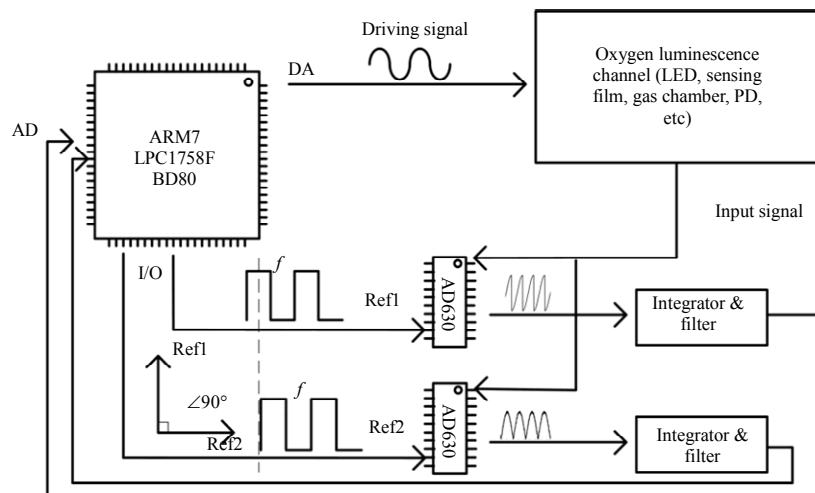 Driving signal
DA
Oxygen luminescence
channel (LED, sensing
film, gas chamber, PD,
etc)
AD
ARM7
LPC1758F
BD80
Input signal
I/O
f
Ref1
AD630
Integrator &
filter
Ref1
∠90°
Ref2
f
Ref2
AD630
Integrator &
filter